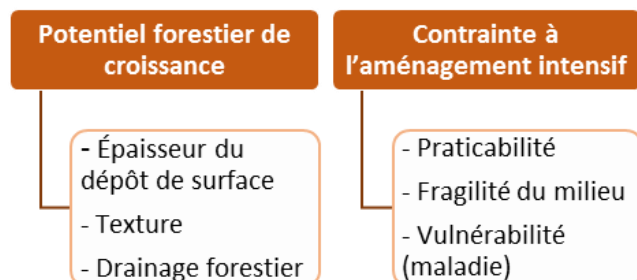 Potentiel forestier de
croissance
- Épaisseur du
dépôt de surface
- Texture
- Drainage forestier
Contrainte à
l’aménagement intensif
- Praticabilité
- Fragilité du milieu
- Vulnérabilité
(maladie)